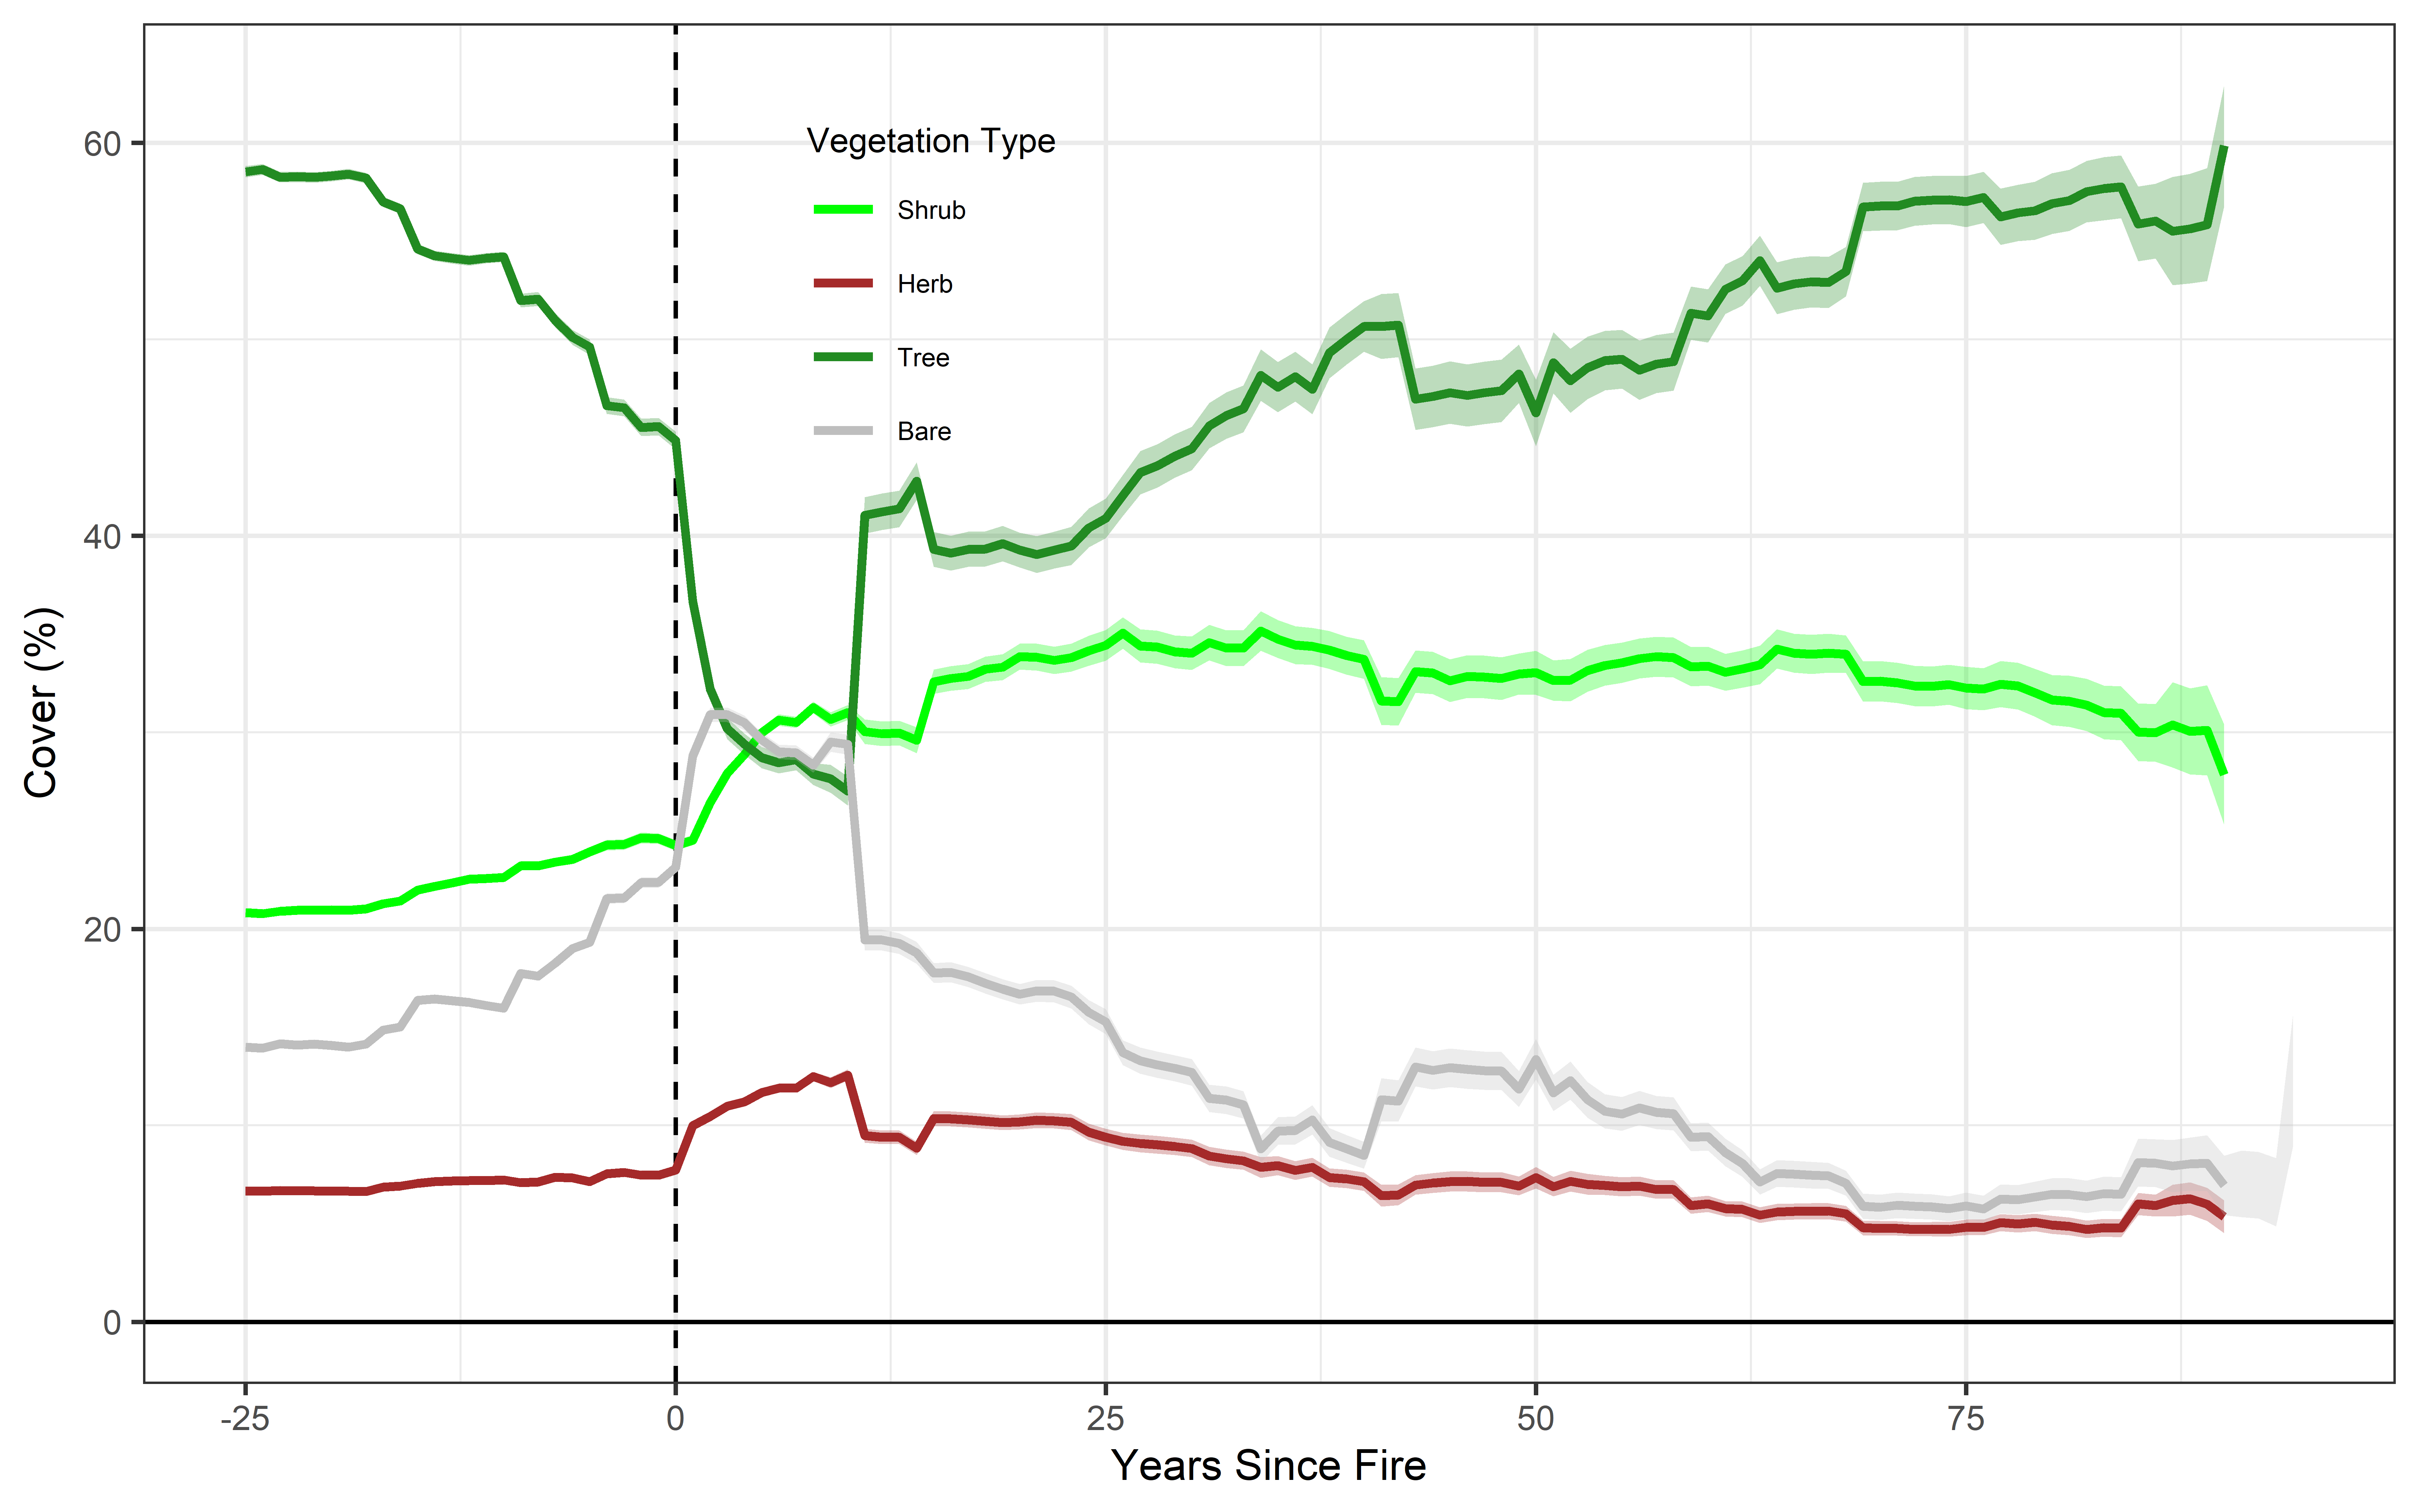 Vegetation Type
Shrub
Herb
Tree
Bare
Cover (%)
60
40
20
0
-25 0 25 50 75
Years Since Fire